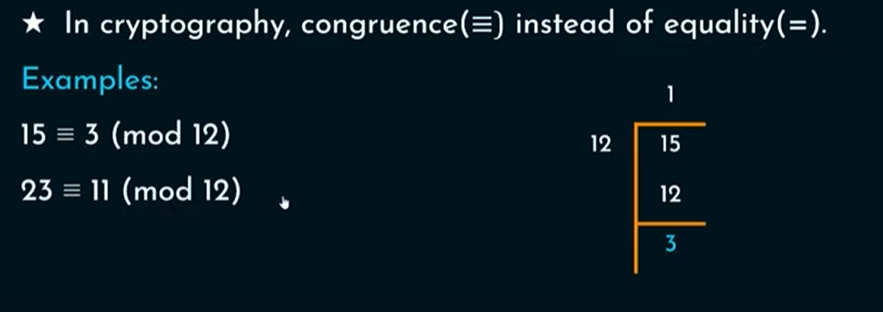 ★ In cryptography, congruence(≡) instead of equality(=).
Examples:
15 ≡ 3 (mod 12)
23 ≡ 11 (mod 12)
1
12 15
12
3